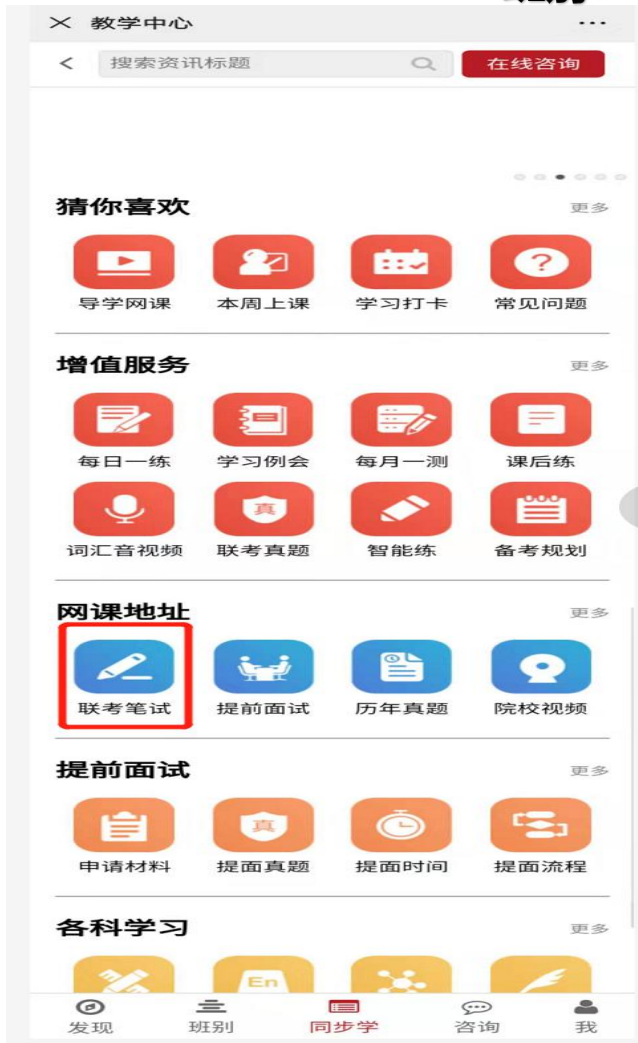 教学中心
搜索资讯标题
在线咨询
猜你喜欢 更多
导学网课 本周上课 学习打卡 常见问题
增值服务 更多
每日一练 学习例会 每月一测 课后练
真
词汇音视频 联考真题 智能练 备考规划
网课地址 更多
联考笔试 提前面试 历年真题 院校视频
提前面试 更多
真
申请材料 提面真题 提面时间 提面流程
各科学习 更多
En
发现 班别 同步学 咨询 我